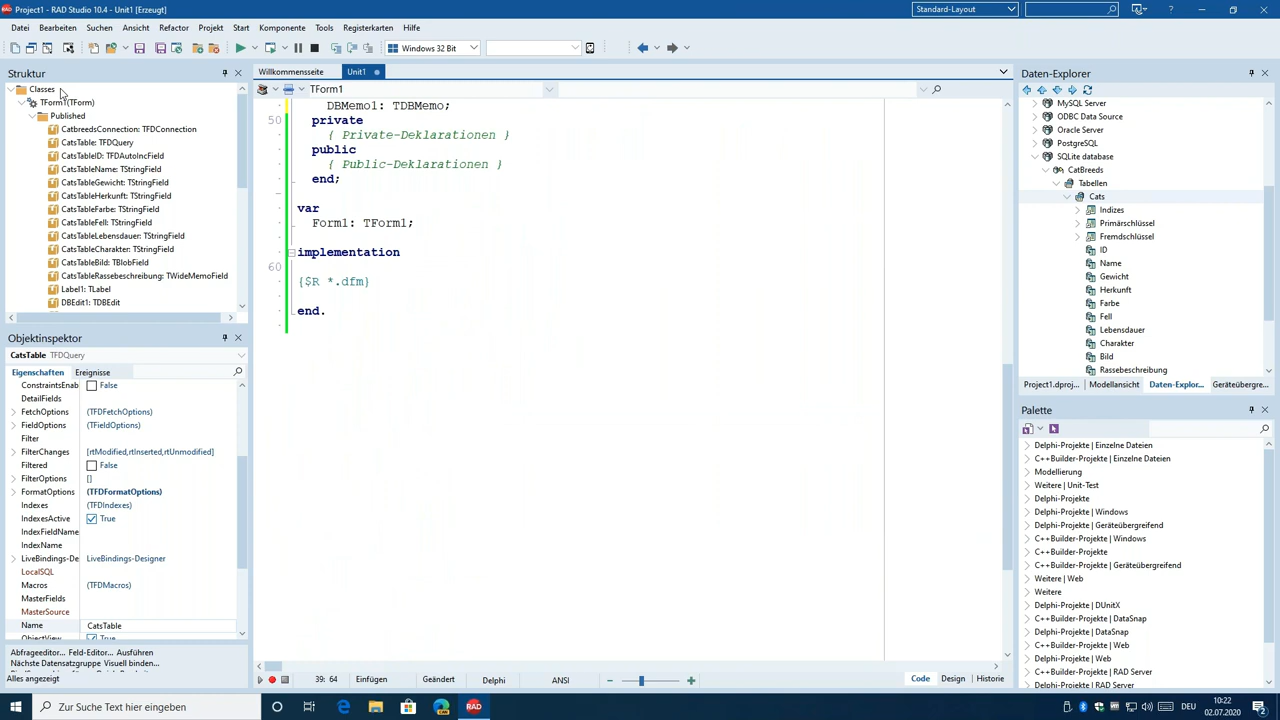 Project1 - RAD Studio 10.4 - Unit1 [Erzeugt]
Standard-Layout
Datei Bearbeiten Suchen Ansicht Refactor Projekt Start Komponente Tools Registerkarten Hilfe
Windows 32 Bit
Struktur
Classes
TForm1(TForm)
Published
CatbreedsConnection: TFDConnection
CatsTable: TFDQuery
CatsTableID: TFDAutoIncField
CatsTableName: TStringField
CatsTableGewicht: TStringField
CatsTableHerkunft: TStringField
CatsTableFarbe: TStringField
CatsTableFell: TStringField
CatsTableLebensdauer: TStringField
CatsTableCharakter: TStringField
CatsTableBild: TBlobField
CatsTableRassebeschreibung: TWideMemoField
Label1: TLabel
DBEdit1: TDBEdit
Objektinspektor
CatsTable TFDQuery
Eigenschaften Ereignisse
ConstraintsEnab False
DetailFields
FetchOptions (TFDFetchOptions)
FieldOptions (TFieldOptions)
Filter
FilterChanges [rtModified,rtInserted,rtUnmodified]
Filtered False
FilterOptions []
FormatOptions (TFDFormatOptions)
Indexes (TFDIndexes)
IndexesActive True
IndexFieldName
IndexName
LiveBindings-De LiveBindings-Designer
LocalSQL
Macros (TFDMacros)
MasterFields
MasterSource
Name CatsTable
ObjectView True
Abfrageeditor... Feld-Editor... Ausführen
Nächste Datensatzgruppe Visuell binden...
Alles angezeigt
Willkommensseite Unit1
TForm1
DBMemo1: TDBMemo;
50 private
{ Private-Deklarationen }
public
{ Public-Deklarationen }
end;
var
Form1: TForm1;
implementation
60
{$R *.dfm}
end.
39: 64 Einfügen Geändert Delphi ANSI Code Design Historie
Daten-Explorer
MySQL Server
ODBC Data Source
Oracle Server
PostgreSQL
SQLite database
CatBreeds
Tabellen
Cats
Indizes
Primärschlüssel
Fremdschlüssel
ID
Name
Gewicht
Herkunft
Farbe
Fell
Lebensdauer
Charakter
Bild
Rassebeschreibung
Project1.dproj... Modellansicht Daten-Explor... Geräteübergre...
Palette
Delphi-Projekte | Einzelne Dateien
C++Builder-Projekte | Einzelne Dateien
Modellierung
Weitere | Unit-Test
Delphi-Projekte
Delphi-Projekte | Windows
Delphi-Projekte | Geräteübergreifend
C++Builder-Projekte | Windows
C++Builder-Projekte
C++Builder-Projekte | Geräteübergreifend
Weitere | Web
Weitere
Delphi-Projekte | DUnitX
C++Builder-Projekte | DataSnap
Delphi-Projekte | DataSnap
C++Builder-Projekte | Web
Delphi-Projekte | Web
C++Builder-Projekte | RAD Server
Delphi-Projekte | RAD Server
Zur Suche Text hier eingeben
RAD
DEU
10:22
02.07.2020
2